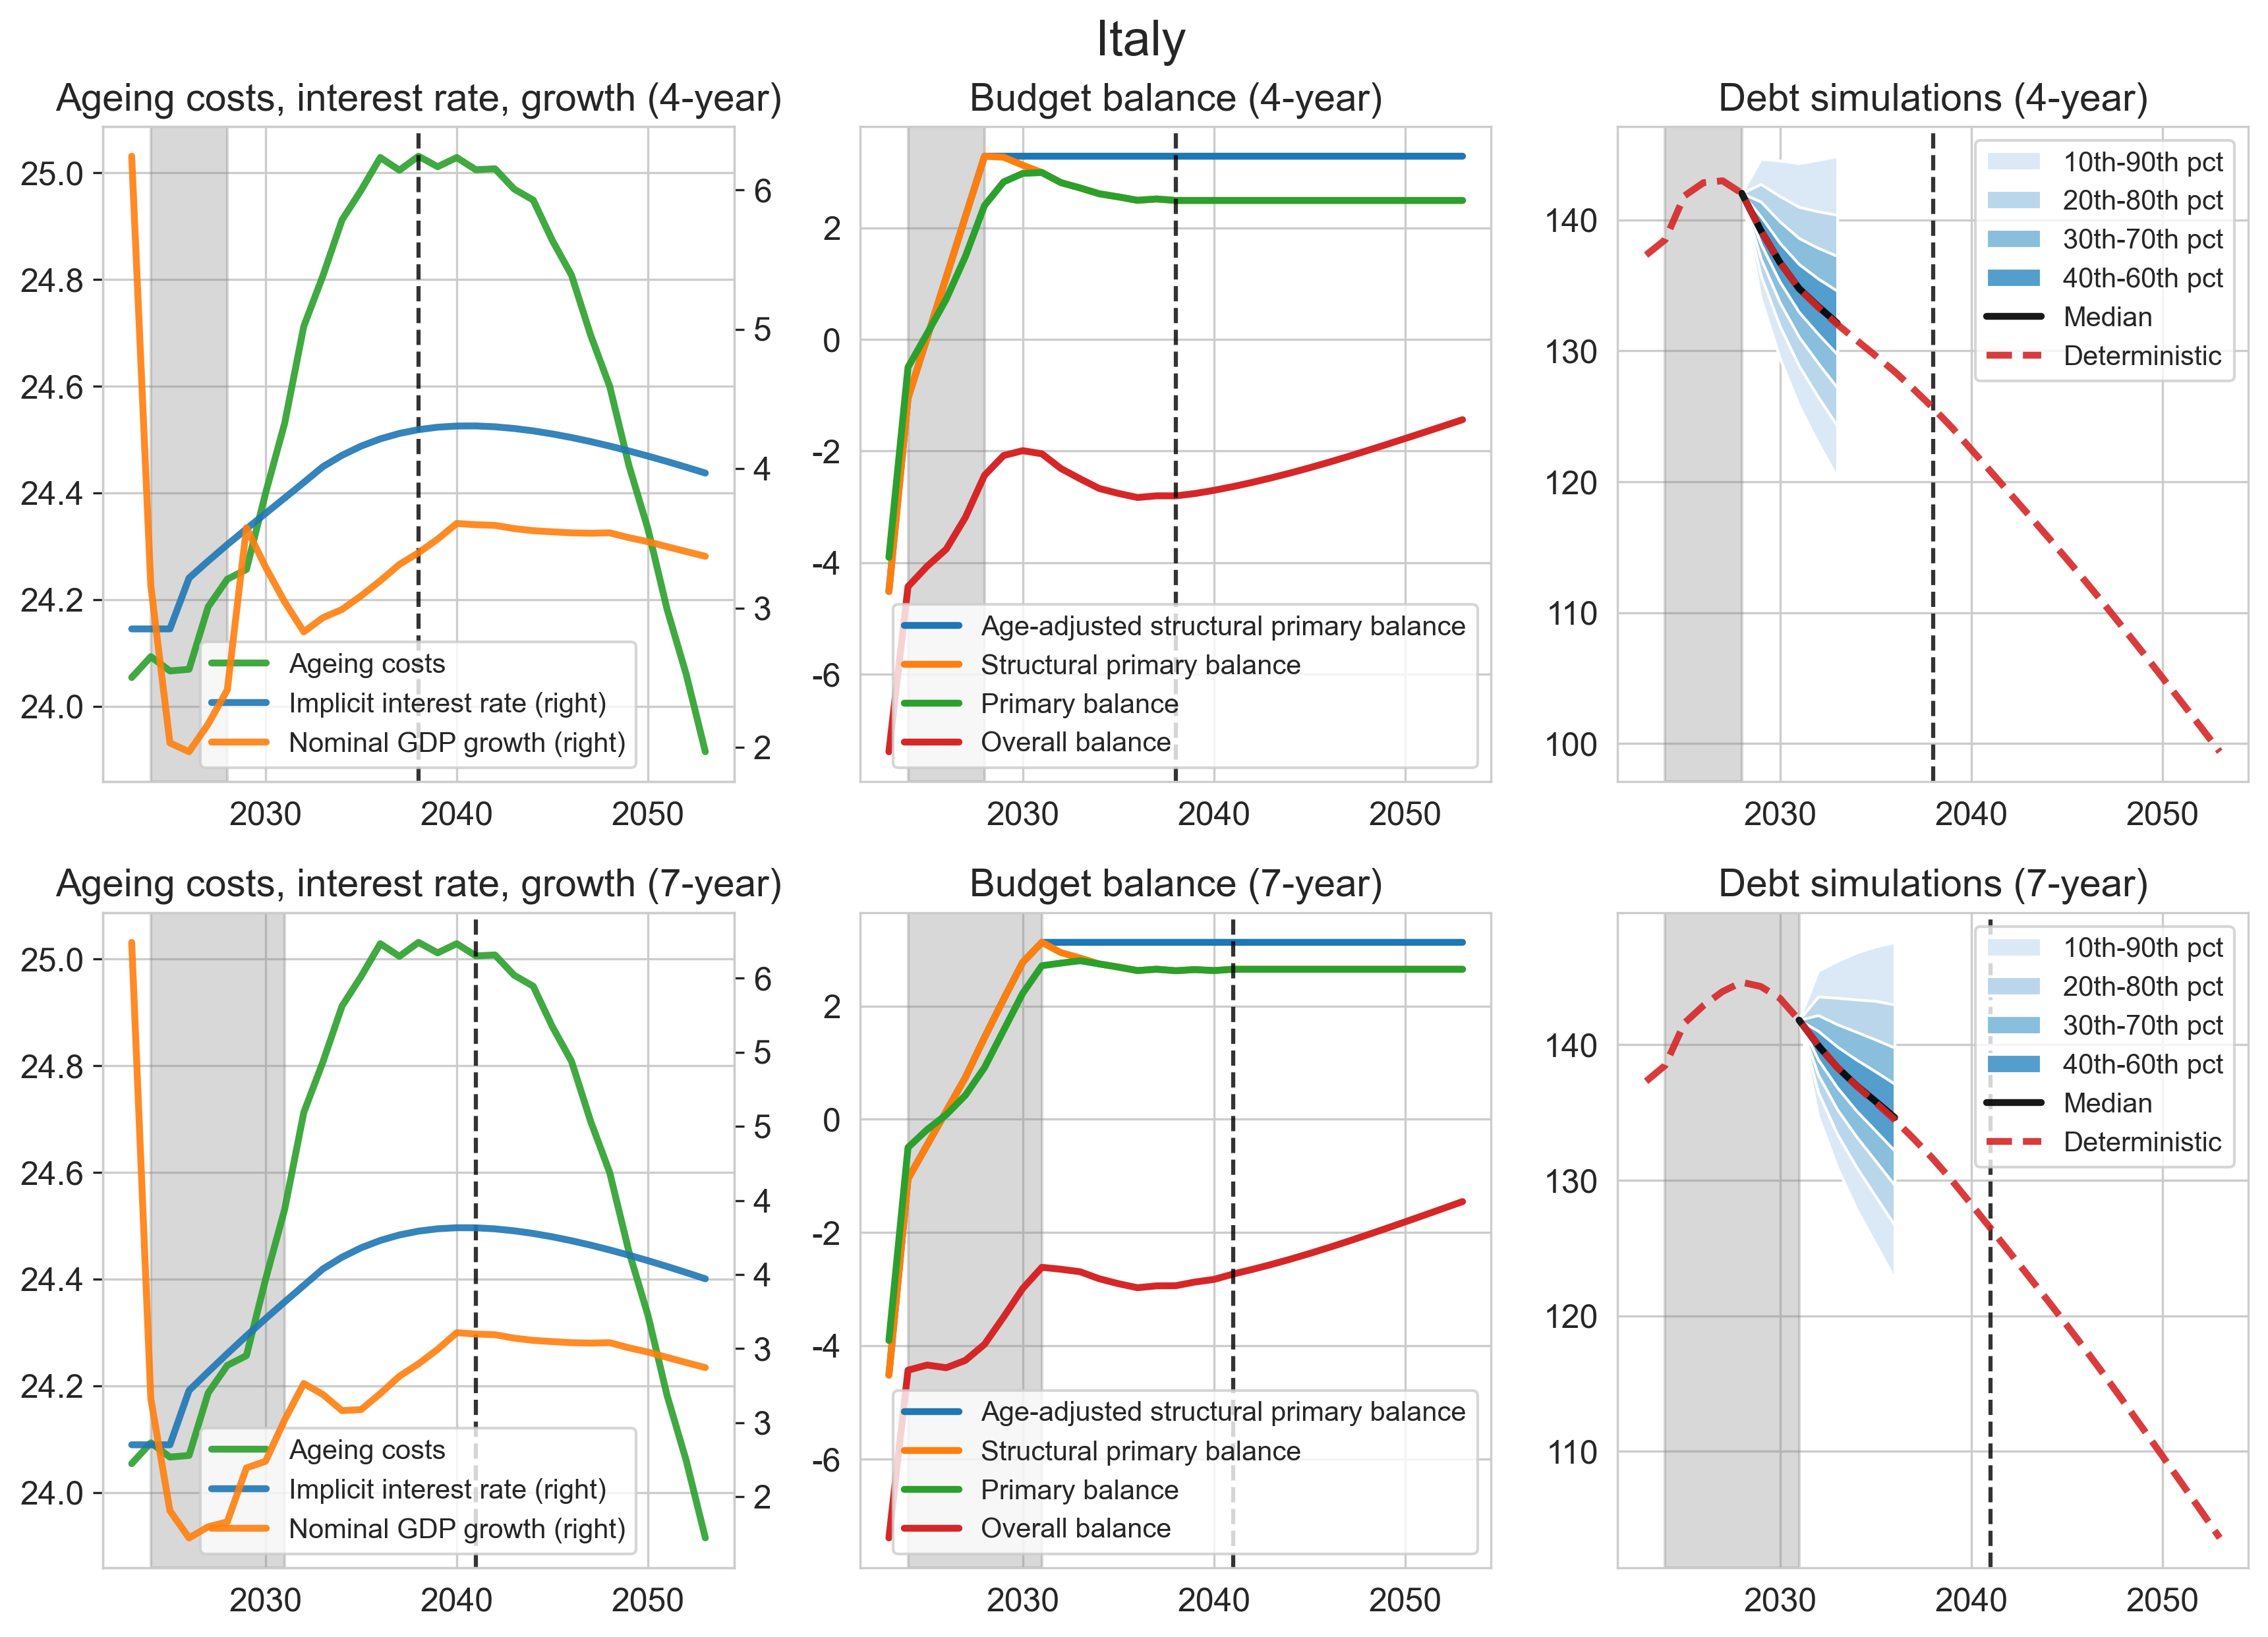 Italy
Ageing costs, interest rate, growth (4-year)
25.0
24.8
24.6
24.4
24.2
24.0
6
5
4
3
2
2030
2040
2050
Ageing costs
Implicit interest rate (right)
Nominal GDP growth (right)
Budget balance (4-year)
2
0
-2
-4
-6
2030
2040
2050
Age-adjusted structural primary balance
Structural primary balance
Primary balance
Overall balance
Debt simulations (4-year)
140
130
120
110
100
2030
2040
2050
10th-90th pct
20th-80th pct
30th-70th pct
40th-60th pct
Median
Deterministic
Ageing costs, interest rate, growth (7-year)
25.0
24.8
24.6
24.4
24.2
24.0
6
5
5
4
4
3
3
2
2030
2040
2050
Ageing costs
Implicit interest rate (right)
Nominal GDP growth (right)
Budget balance (7-year)
2
0
-2
-4
-6
2030
2040
2050
Age-adjusted structural primary balance
Structural primary balance
Primary balance
Overall balance
Debt simulations (7-year)
140
130
120
110
2030
2040
2050
10th-90th pct
20th-80th pct
30th-70th pct
40th-60th pct
Median
Deterministic